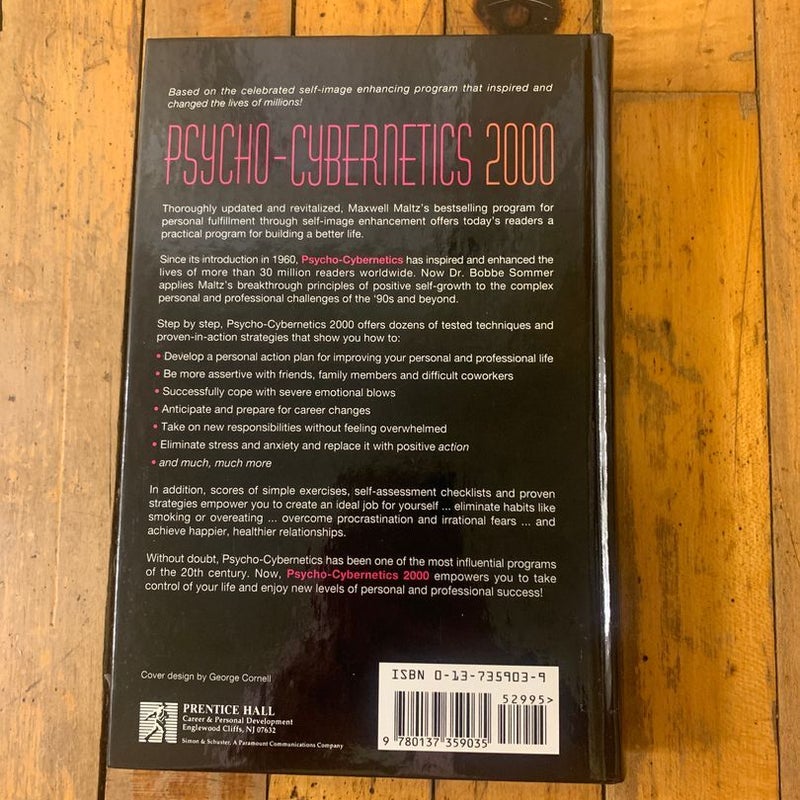 Based on the celebrated self-image enhancing program that inspired and
changed the lives of millions!
PSYCHO-CYBERNETICS 2000
Thoroughly updated and revitalized, Maxwell Maltz's bestselling program for
personal fulfillment through self-image enhancement offers today's readers a
practical program for building a better life.
Since its introduction in 1960, Psycho-Cybernetics has inspired and enhanced the
lives of more than 30 million readers worldwide. Now Dr. Bobbe Sommer
applies Maltz's breakthrough principles of positive self-growth to the complex
personal and professional challenges of the '90s and beyond.
Step by step, Psycho-Cybernetics 2000 offers dozens of tested techniques and
proven-in-action strategies that show you how to:
• Develop a personal action plan for improving your personal and professional life
• Be more assertive with friends, family members and difficult coworkers
• Successfully cope with severe emotional blows
• Anticipate and prepare for career changes
• Take on new responsibilities without feeling overwhelmed
• Eliminate stress and anxiety and replace it with positive action
• and much, much more
In addition, scores of simple exercises, self-assessment checklists and proven
strategies empower you to create an ideal job for yourself ... eliminate habits like
smoking or overeating ... overcome procrastination and irrational fears ... and
achieve happier, healthier relationships.
Without doubt, Psycho-Cybernetics has been one of the most influential programs
of the 20th century. Now, Psycho-Cybernetics 2000 empowers you to take
control of your life and enjoy new levels of personal and professional success!
Cover design by George Cornell
PRENTICE HALL
Career & Personal Development
Englewood Cliffs, NJ 07632
Simon & Schuster, A Paramount Communications Company
ISBN 0-13-735903-9
52995>
9 780137 359035